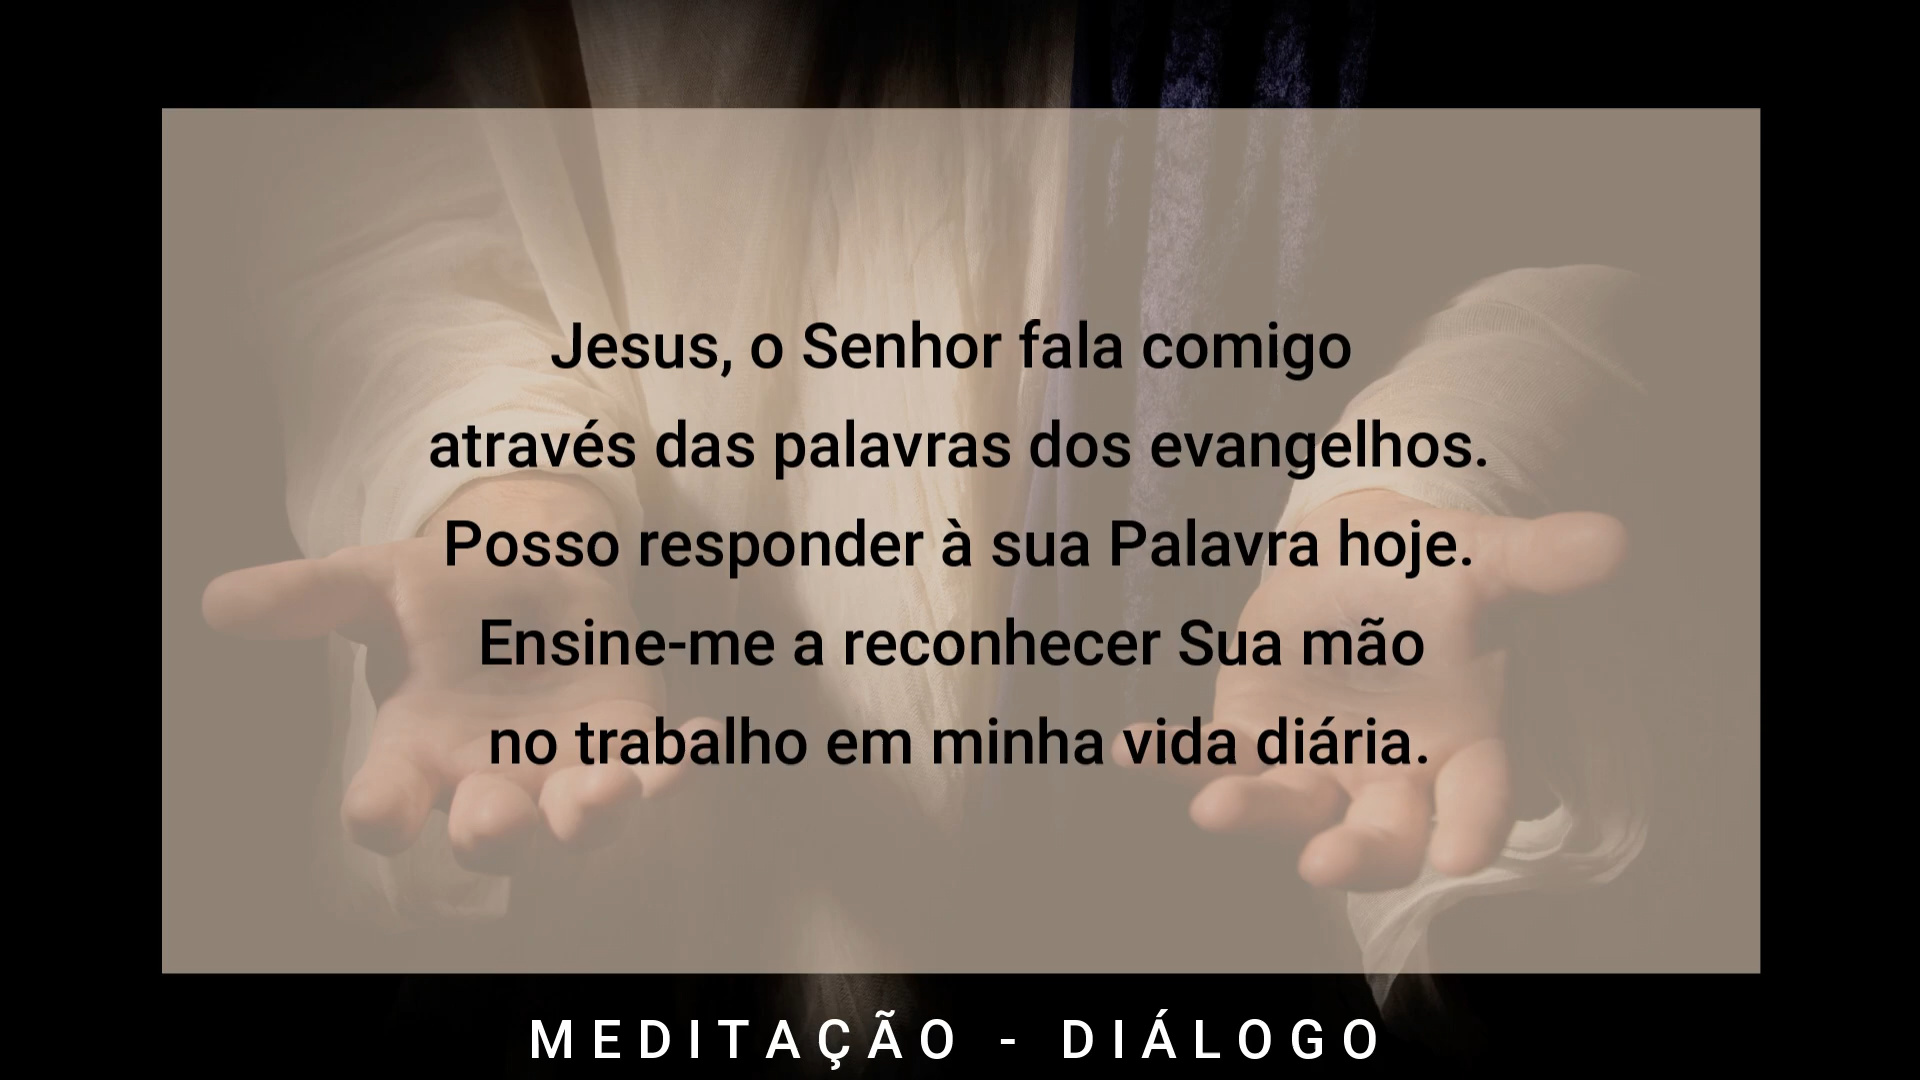 Jesus, o Senhor fala comigo
através das palavras dos evangelhos.
Posso responder à sua Palavra hoje.
Ensine-me a reconhecer Sua mão
no trabalho em minha vida diária.
MEDITAÇÃO - DIÁLOGO